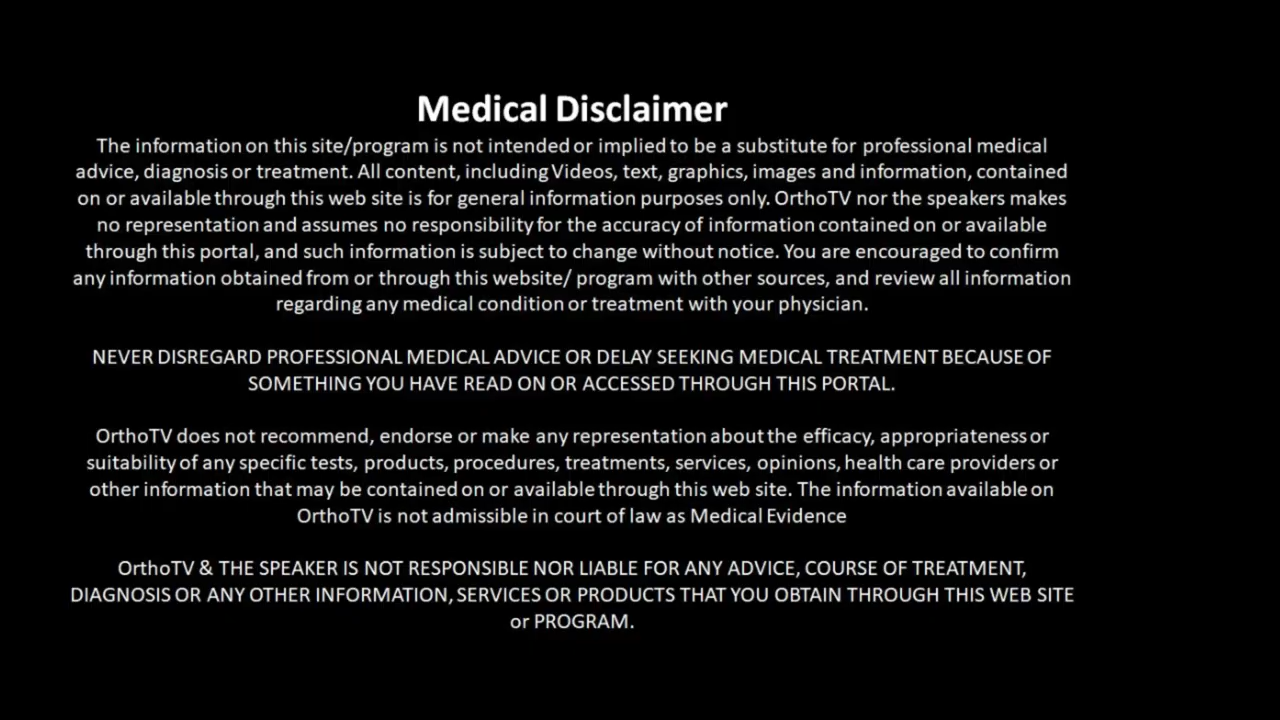 Medical Disclaimer
The information on this site/program is not intended or implied to be a substitute for professional medical
advice, diagnosis or treatment. All content, including Videos, text, graphics, images and information, contained
on or available through this web site is for general information purposes only. OrthoTV nor the speakers makes
no representation and assumes no responsibility for the accuracy of information contained on or available
through this portal, and such information is subject to change without notice. You are encouraged to confirm
any information obtained from or through this website/ program with other sources, and review all information
regarding any medical condition or treatment with your physician.
NEVER DISREGARD PROFESSIONAL MEDICAL ADVICE OR DELAY SEEKING MEDICAL TREATMENT BECAUSE OF
SOMETHING YOU HAVE READ ON OR ACCESSED THROUGH THIS PORTAL.
OrthoTV does not recommend, endorse or make any representation about the efficacy, appropriateness or
suitability of any specific tests, products, procedures, treatments, services, opinions, health care providers or
other information that may be contained on or available through this web site. The information available on
OrthoTV is not admissible in court of law as Medical Evidence
OrthoTV & THE SPEAKER IS NOT RESPONSIBLE NOR LIABLE FOR ANY ADVICE, COURSE OF TREATMENT,
DIAGNOSIS OR ANY OTHER INFORMATION, SERVICES OR PRODUCTS THAT YOU OBTAIN THROUGH THIS WEB SITE
or PROGRAM.